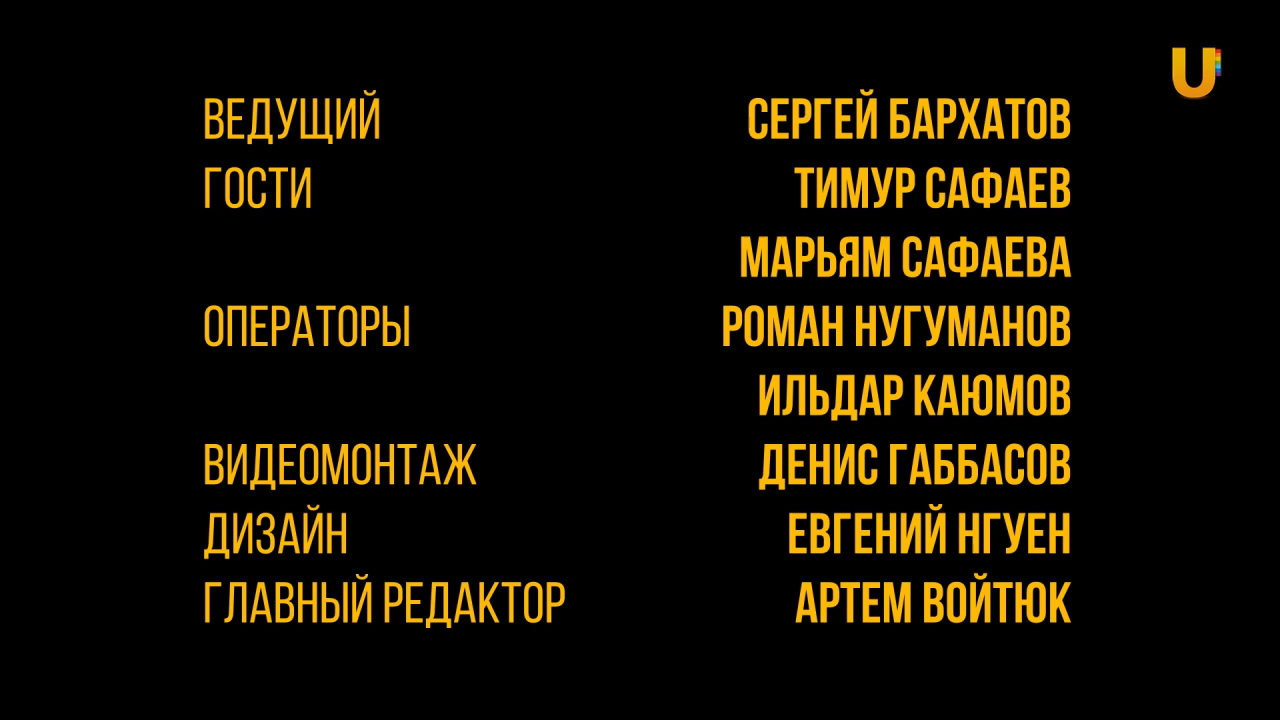 ВЕДУЩИЙ СЕРГЕЙ БАРХАТОВ
ГОСТИ ТИМУР САФАЕВ
МАРЬЯМ САФАЕВА
ОПЕРАТОРЫ РОМАН НУГУМАНОВ
ИЛЬДАР КАЮМОВ
ВИДЕОМОНТАЖ ДЕНИС ГАББАСОВ
ДИЗАЙН ЕВГЕНИЙ НГУЕН
ГЛАВНЫЙ РЕДАКТОР АРТЕМ ВОЙТЮК
U